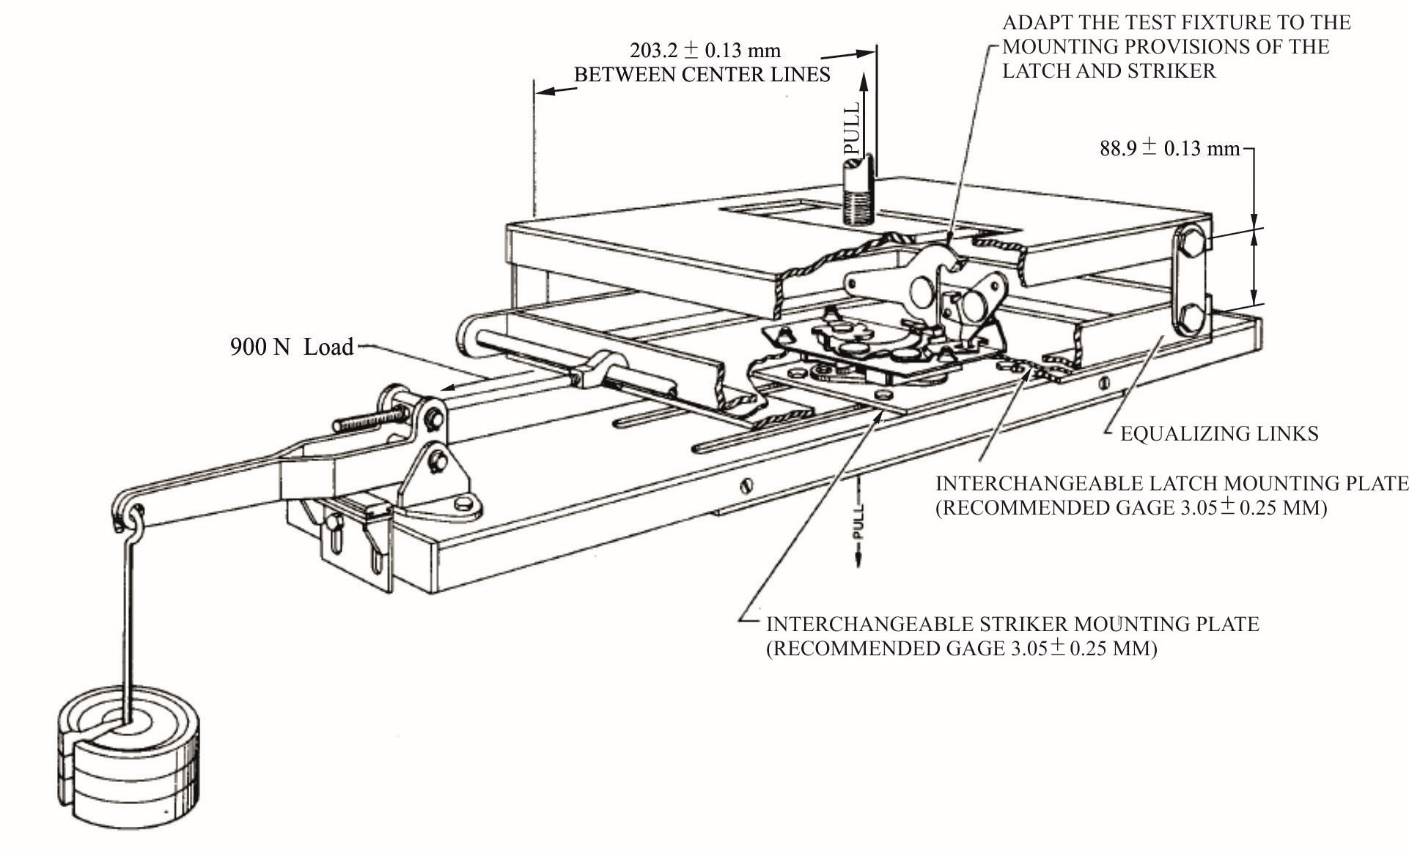 ADAPT THE TEST FIXTURE TO THE
MOUNTING PROVISIONS OF THE
LATCH AND STRIKER
203.2 ± 0.13 mm
BETWEEN CENTER LINES
PULL
88.9 ± 0.13 mm
900 N Load
EQUALIZING LINKS
INTERCHANGEABLE LATCH MOUNTING PLATE
(RECOMMENDED GAGE 3.05 ± 0.25 MM)
PULL
INTERCHANGEABLE STRIKER MOUNTING PLATE
(RECOMMENDED GAGE 3.05 ± 0.25 MM)